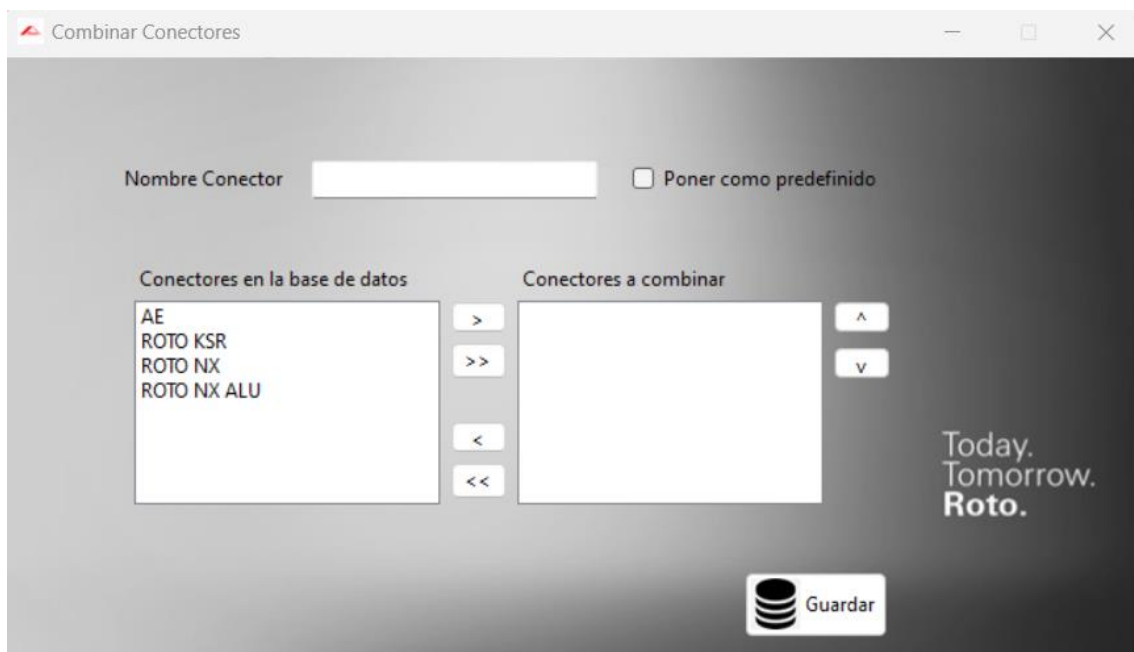 Combinar Conectores
Nombre Conector
Poner como predefinido
Conectores en la base de datos
Conectores a combinar
AE
ROTO KSR
ROTO NX
ROTO NX ALU
>
>>
<
<<
^
v
Today.
Tomorrow.
Roto.
Guardar